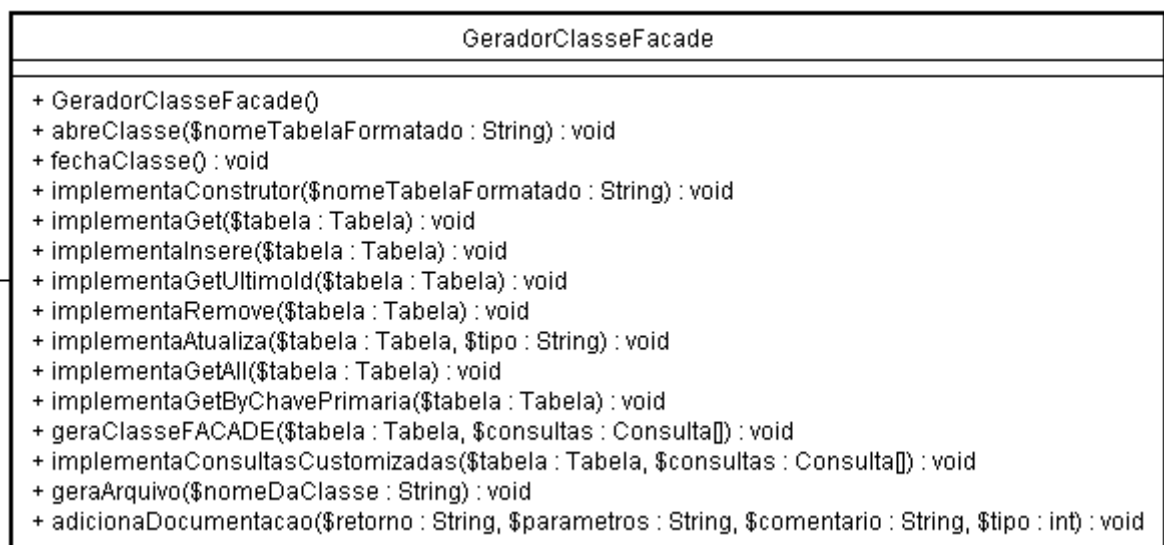 GeradorClasseFacade
+ GeradorClasseFacade()
+ abreClasse($nomeTabelaFormatado : String) : void
+ fechaClasse() : void
+ implementaConstrutor($nomeTabelaFormatado : String) : void
+ implementaGet($tabela : Tabela) : void
+ implementaInsere($tabela : Tabela) : void
+ implementaGetUltimoId($tabela : Tabela) : void
+ implementaRemove($tabela : Tabela) : void
+ implementaAtualiza($tabela : Tabela, $tipo : String) : void
+ implementaGetAll($tabela : Tabela) : void
+ implementaGetByChavePrimaria($tabela : Tabela) : void
+ geraClasseFACADE($tabela : Tabela, $consultas : Consulta[]) : void
+ implementaConsultasCustomizadas($tabela : Tabela, $consultas : Consulta[]) : void
+ geraArquivo($nomeDaClasse : String) : void
+ adicionaDocumentacao($retorno : String, $parametros : String, $comentario : String, $tipo : int) : void